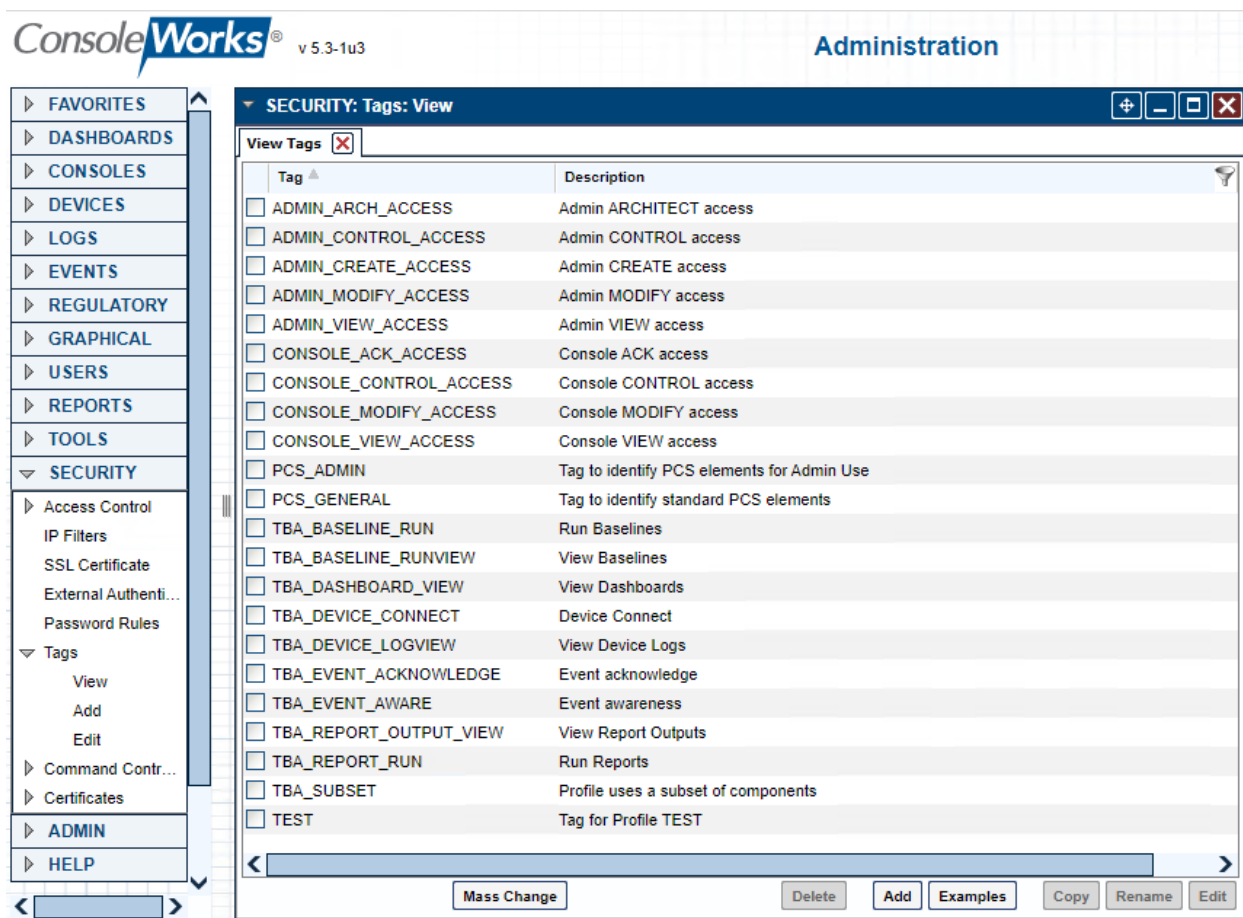 ConsoleWorks® v 5.3-1u3
Administration
FAVORITES
DASHBOARDS
CONSOLES
DEVICES
LOGS
EVENTS
REGULATORY
GRAPHICAL
USERS
REPORTS
TOOLS
SECURITY
Access Control
IP Filters
SSL Certificate
External Authenti...
Password Rules
Tags
View
Add
Edit
Command Contr...
Certificates
ADMIN
HELP
SECURITY: Tags: View
View Tags
Tag Description
ADMIN_ARCH_ACCESS Admin ARCHITECT access
ADMIN_CONTROL_ACCESS Admin CONTROL access
ADMIN_CREATE_ACCESS Admin CREATE access
ADMIN_MODIFY_ACCESS Admin MODIFY access
ADMIN_VIEW_ACCESS Admin VIEW access
CONSOLE_ACK_ACCESS Console ACK access
CONSOLE_CONTROL_ACCESS Console CONTROL access
CONSOLE_MODIFY_ACCESS Console MODIFY access
CONSOLE_VIEW_ACCESS Console VIEW access
PCS_ADMIN Tag to identify PCS elements for Admin Use
PCS_GENERAL Tag to identify standard PCS elements
TBA_BASELINE_RUN Run Baselines
TBA_BASELINE_RUNVIEW View Baselines
TBA_DASHBOARD_VIEW View Dashboards
TBA_DEVICE_CONNECT Device Connect
TBA_DEVICE_LOGVIEW View Device Logs
TBA_EVENT_ACKNOWLEDGE Event acknowledge
TBA_EVENT_AWARE Event awareness
TBA_REPORT_OUTPUT_VIEW View Report Outputs
TBA_REPORT_RUN Run Reports
TBA_SUBSET Profile uses a subset of components
TEST Tag for Profile TEST
Mass Change Delete Add Examples Copy Rename Edit